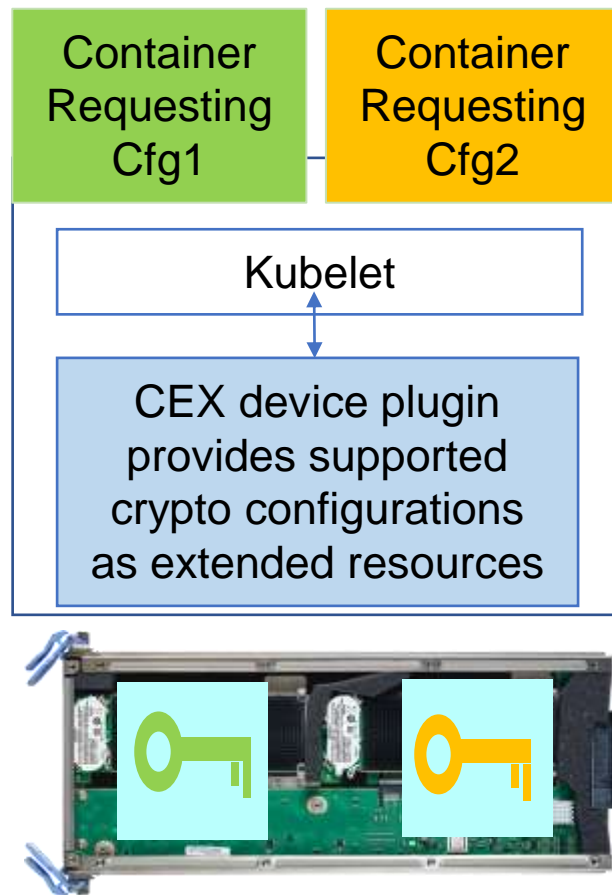 Container
Requesting
Cfg1
Container
Requesting
Cfg2
Kubelet
CEX device plugin
provides supported
crypto configurations
as extended resources